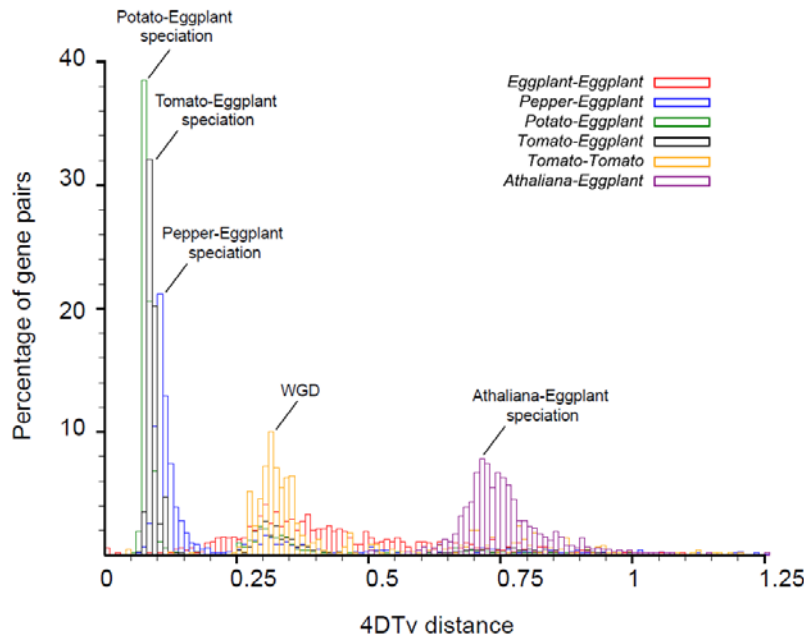 Potato-Eggplant
speciation
40
Tomato-Eggplant
speciation
Eggplant-Eggplant
Pepper-Eggplant
Potato-Eggplant
Tomato-Eggplant
Tomato-Tomato
Athaliana-Eggplant
30
Pepper-Eggplant
speciation
Percentage of gene pairs
20
WGD
Athaliana-Eggplant
speciation
10
0 0.25 0.5 0.75 1 1.25
4DTv distance